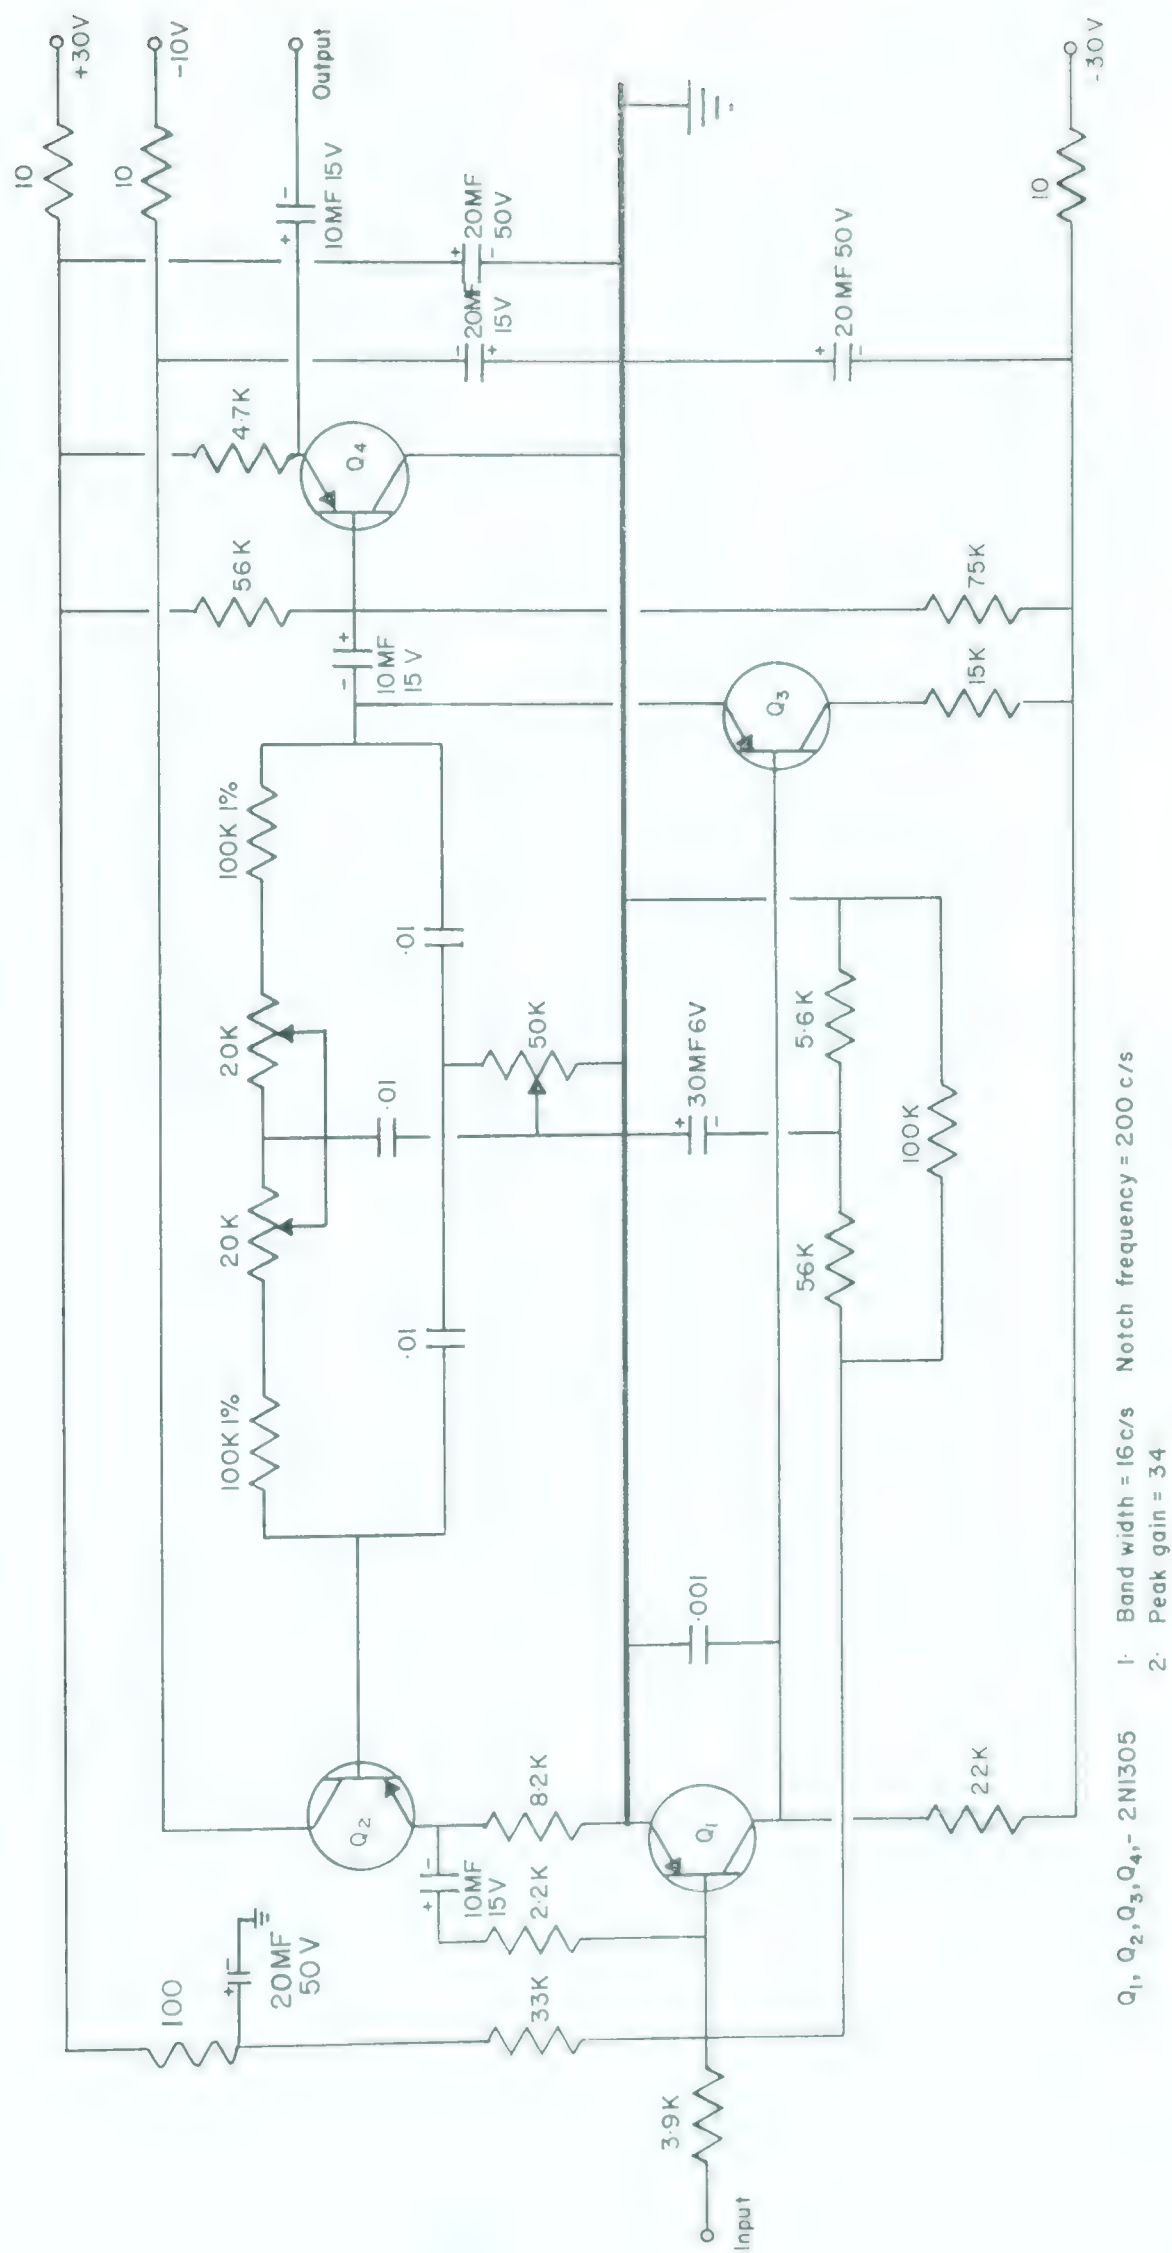 +30V
10
-10V
10
Output
10MF 15V
+
-
20MF
50V
+
-
20MF
15V
-
+
20MF 50V
+
-
-30V
10
4.7K
Q4
56K
75K
10MF
15V
-
+
15K
Q3
100K 1%
20K
20K
100K 1%
.01
.01
.01
50K
30MF 6V
+
-
5.6K
56K
100K
.001
Q2
8.2K
10MF
15V
+
-
2.2K
Q1
22K
100
20MF
50V
+
-
33K
3.9K
Input
Q1, Q2, Q3, Q4,- 2N1305
1. Band width = 16c/s Notch frequency = 200 c/s
2. Peak gain = 34